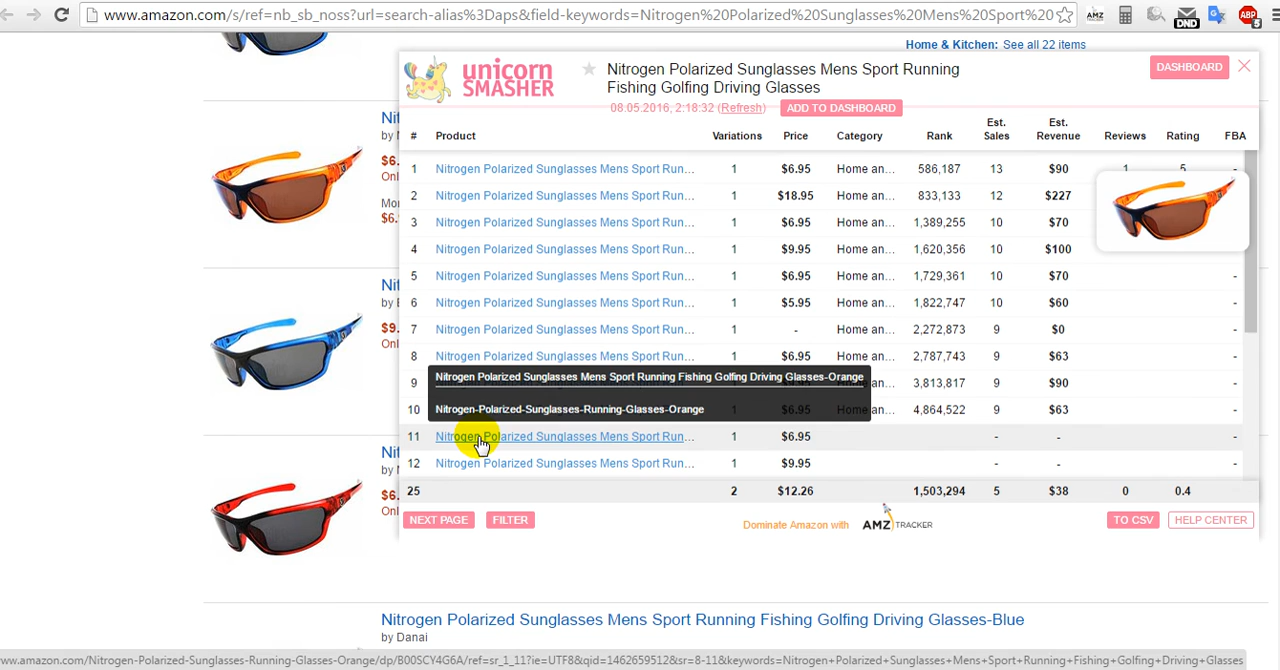 www.amazon.com/s/ref=nb_sb_noss?url=search-alias%3Daps&field-keywords=Nitrogen%20Polarized%20Sunglasses%20Mens%20Sport%20
AMZ
DND
ABP
5
Home & Kitchen: See all 22 items
unicorn
SMASHER
Nitrogen Polarized Sunglasses Mens Sport Running
Fishing Golfing Driving Glasses
DASHBOARD
08.05.2016, 2:18:32 (Refresh)
ADD TO DASHBOARD
# Product Variations Price Category Rank Est. Sales Est. Revenue Reviews Rating FBA
1 Nitrogen Polarized Sunglasses Mens Sport Run... 1 $6.95 Home an... 586,187 13 $90 1 5 -
2 Nitrogen Polarized Sunglasses Mens Sport Run... 1 $18.95 Home an... 833,133 12 $227
3 Nitrogen Polarized Sunglasses Mens Sport Run... 1 $6.95 Home an... 1,389,255 10 $70
4 Nitrogen Polarized Sunglasses Mens Sport Run... 1 $9.95 Home an... 1,620,356 10 $100
5 Nitrogen Polarized Sunglasses Mens Sport Run... 1 $6.95 Home an... 1,729,361 10 $70 -
6 Nitrogen Polarized Sunglasses Mens Sport Run... 1 $5.95 Home an... 1,822,747 10 $60 -
7 Nitrogen Polarized Sunglasses Mens Sport Run... 1 - Home an... 2,272,873 9 $0 -
8 Nitrogen Polarized Sunglasses Mens Sport Run... 1 $6.95 Home an... 2,787,743 9 $63 -
Nitrogen Polarized Sunglasses Mens Sport Running Fishing Golfing Driving Glasses-Orange
9 3,813,817 9 $90 -
Nitrogen-Polarized-Sunglasses-Running-Glasses-Orange
10 1 $6.95 4,864,522 9 $63 -
11 Nitrogen Polarized Sunglasses Mens Sport Run... 1 $6.95 - - -
12 Nitrogen Polarized Sunglasses Mens Sport Run... 1 $9.95 - - -
25 2 $12.26 1,503,294 5 $38 0 0.4
NEXT PAGE FILTER Dominate Amazon with AMZTRACKER TO CSV HELP CENTER
Nitrogen Polarized Sunglasses Mens Sport Running Fishing Golfing Driving Glasses-Blue
by Danai
ww.amazon.com/Nitrogen-Polarized-Sunglasses-Running-Glasses-Orange/dp/B00SCY4G6A/ref=sr_1_11?ie=UTF8&qid=1462659512&sr=8-11&keywords=Nitrogen+Polarized+Sunglasses+Mens+Sport+Running+Fishing+Golfing+Driving+Glasses